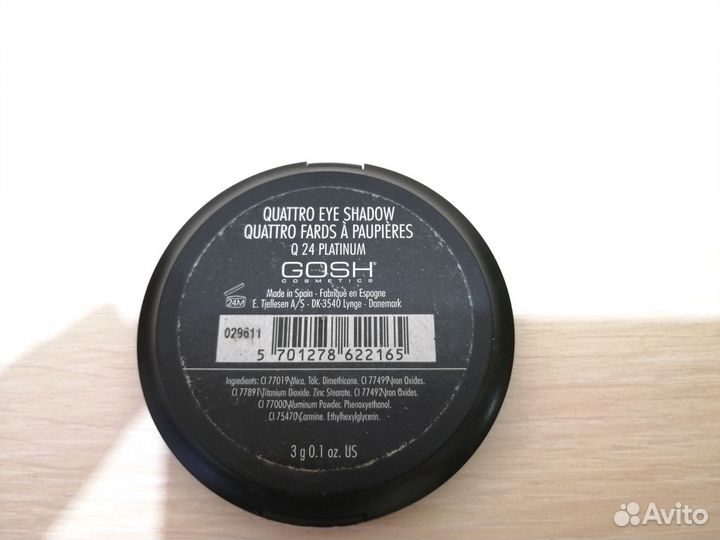 QUATTRO EYE SHADOW
QUATTRO FARDS À PAUPIÈRES
Q 24 PLATINUM
GOSH®
COSMETICS
Made in Spain - Fabriqué en Espagne
24M
E. Tjellesen A/S - DK-3540 Lynge - Danemark
029611
5 701278 622165
Ingredients: CI 77019\Mica. Talc. Dimethicone. CI 77499\Iron Oxides.
CI 77891\Titanium Dioxide. Zinc Stearate. CI 77492\Iron Oxides.
CI 77000\Aluminum Powder. Phenoxyethanol.
CI 75470\Carmine. Ethylhexylglycerin.
3 g 0.1 oz. US
Avito